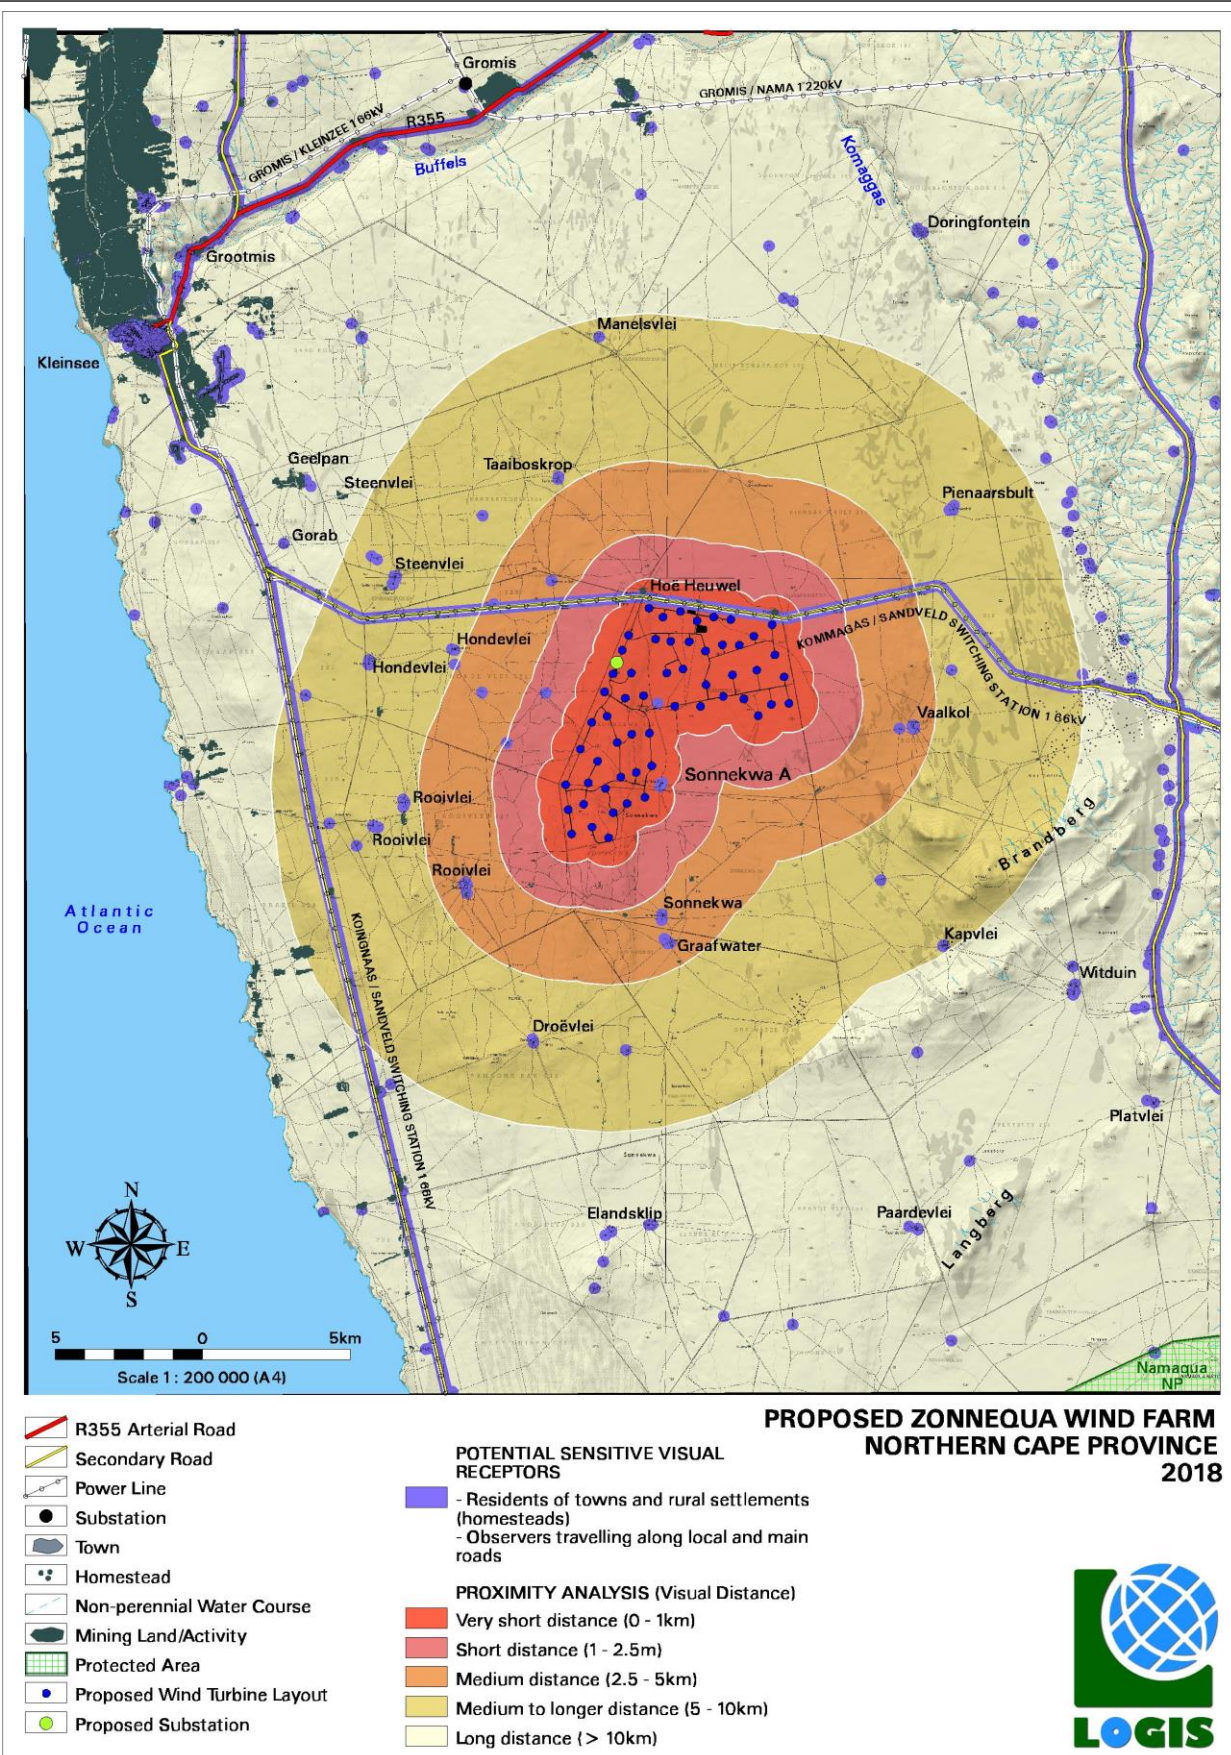 Gromis
GROMIS / NAMA 1 220kV
GROMIS / KLEINZEE 1 66kV
R355
Buffels
Komaggas
Doringfontein
Grootmis
Manelsvlei
Kleinsee
Geelpan
Steenvlei
Taaiboskrop
Pienaarsbult
Gorab
Steenvlei
Hoë Heuwel
KOMMAGAS / SANDVELD SWITCHING STATION 1 66kV
Hondevlei
Hondevlei
Vaalkol
Sonnekwa A
Rooivlei
Rooivlei
Brandberg
Rooivlei
Sonnekwa
Atlantic
Ocean
Graafwater
Kapvlei
KOINGNAAS / SANDVELD SWITCHING STATION 1 66kV
Witduin
Droëvlei
Platvlei
N
W
E
S
Elandsklip
Paardevlei
Langberg
5 0 5km
Scale 1 : 200 000 (A4)
Namaqua
NP
PROPOSED ZONNEQUA WIND FARM
NORTHERN CAPE PROVINCE
2018
R355 Arterial Road
Secondary Road
Power Line
Substation
Town
Homestead
Non-perennial Water Course
Mining Land/Activity
Protected Area
Proposed Wind Turbine Layout
Proposed Substation
POTENTIAL SENSITIVE VISUAL
RECEPTORS
- Residents of towns and rural settlements
(homesteads)
- Observers travelling along local and main
roads
PROXIMITY ANALYSIS (Visual Distance)
Very short distance (0 - 1km)
Short distance (1 - 2.5m)
Medium distance (2.5 - 5km)
Medium to longer distance (5 - 10km)
Long distance (> 10km)
LOGIS